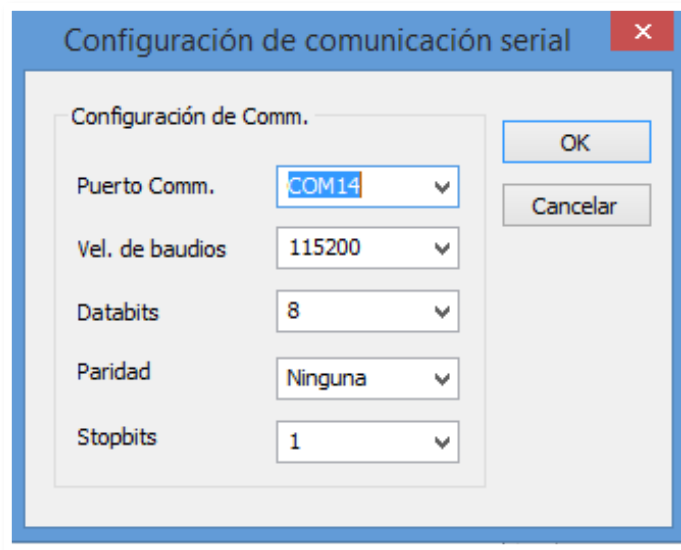 Configuración de comunicación serial
Configuración de Comm.
OK
Puerto Comm. COM14
Cancelar
Vel. de baudios 115200
Databits 8
Paridad Ninguna
Stopbits 1